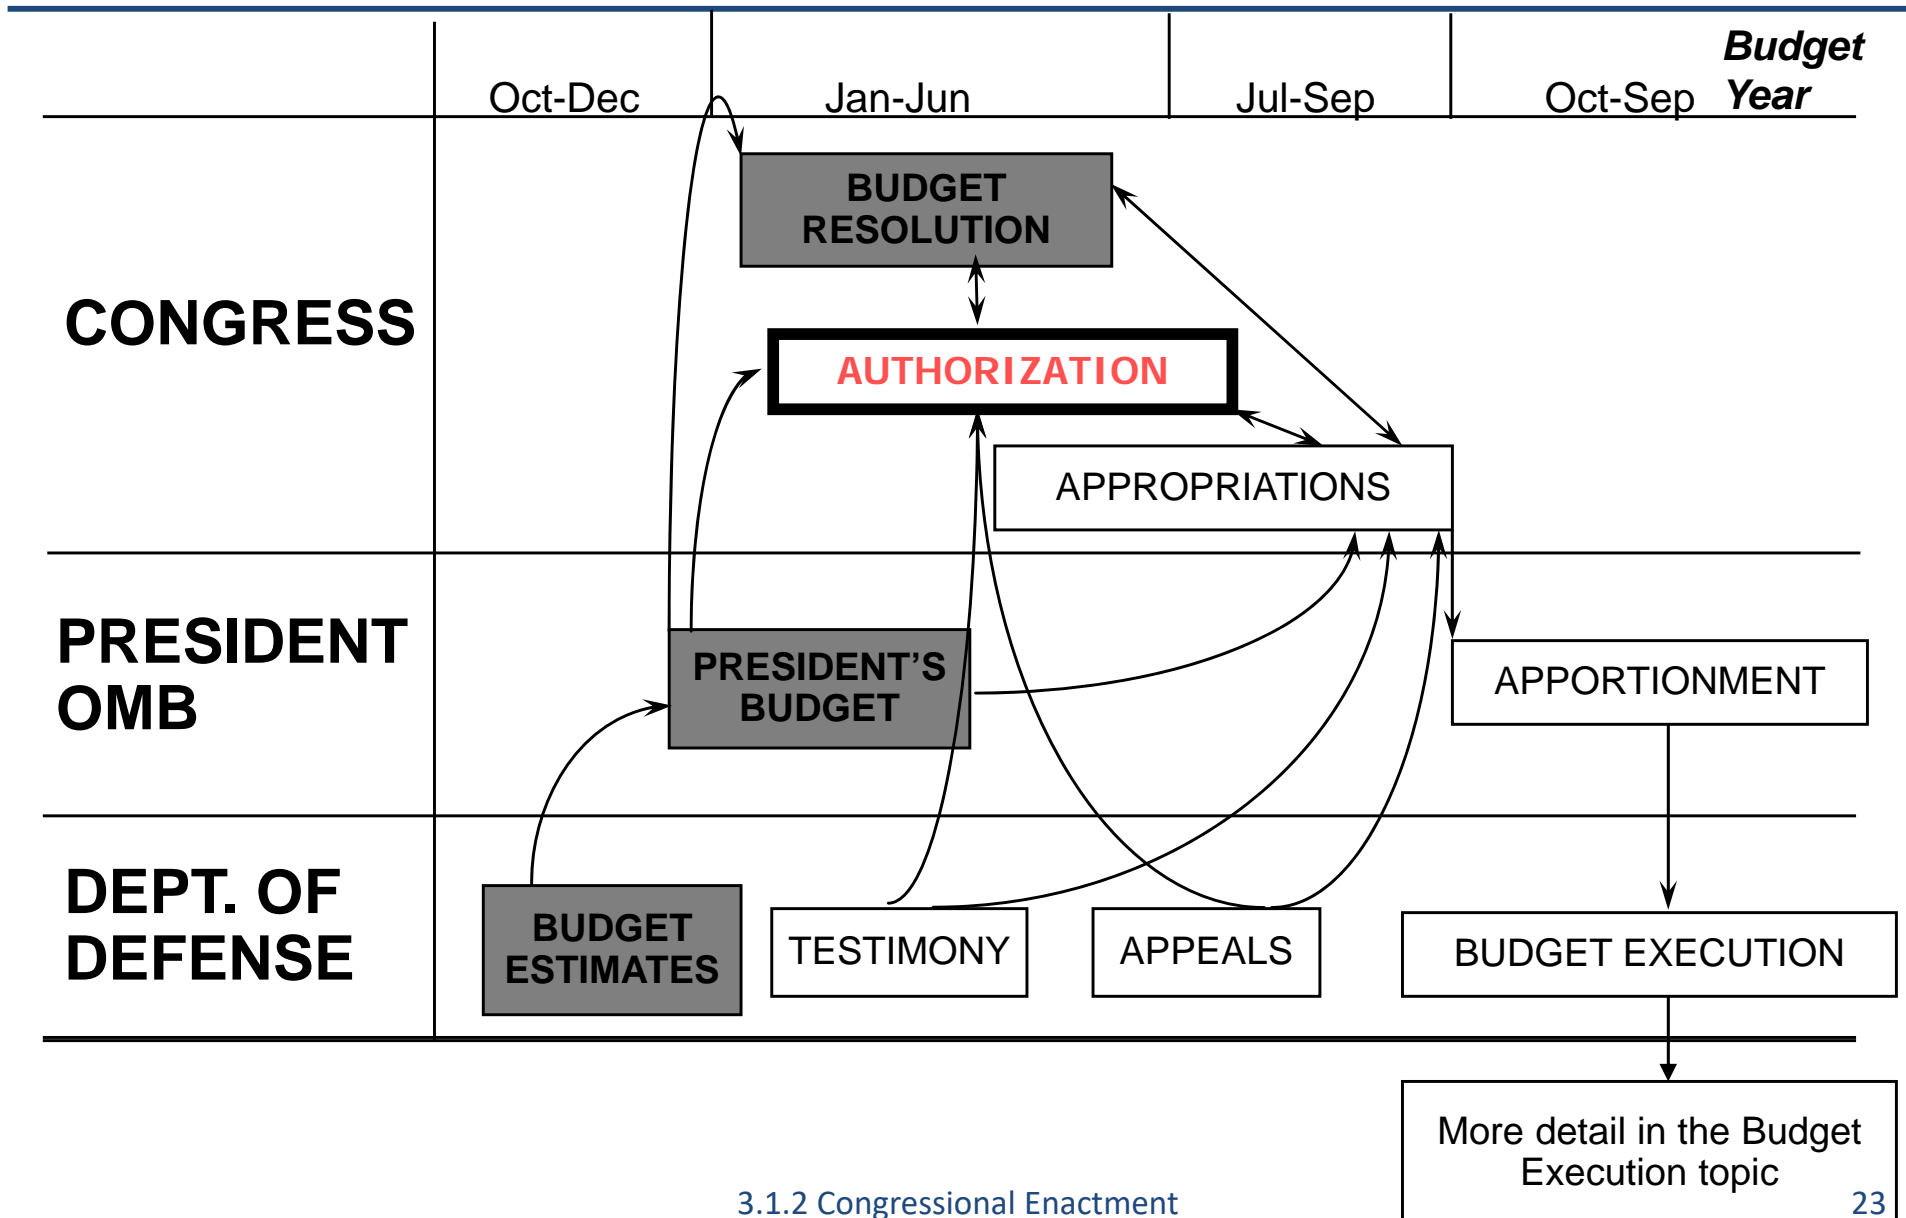 Budget
Oct-Dec Jan-Jun Jul-Sep Oct-Sep Year
BUDGET
RESOLUTION
CONGRESS
AUTHORIZATION
APPROPRIATIONS
PRESIDENT
OMB
PRESIDENT’S
BUDGET
APPORTIONMENT
DEPT. OF
DEFENSE
BUDGET
ESTIMATES
TESTIMONY
APPEALS
BUDGET EXECUTION
More detail in the Budget
Execution topic
3.1.2 Congressional Enactment
23